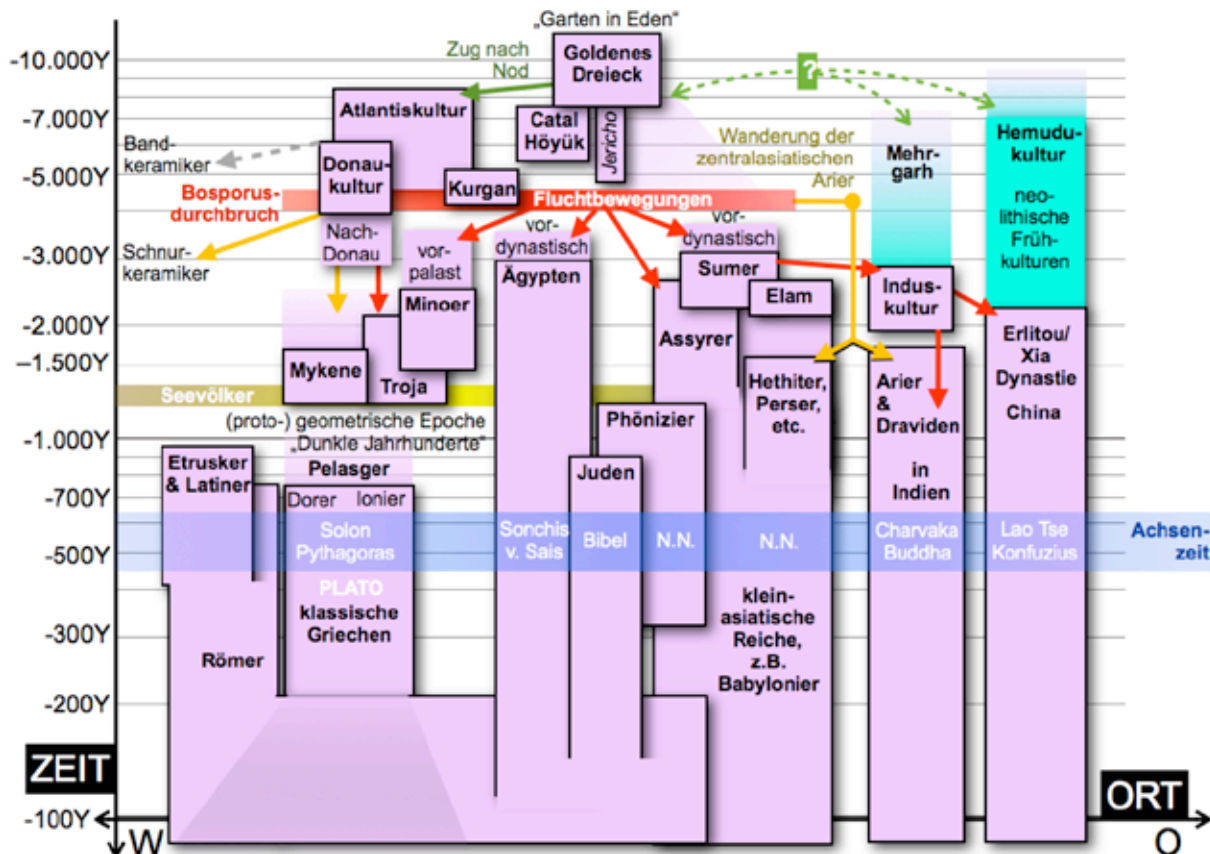 „Garten in Eden“
-10.000Y
-7.000Y
-5.000Y
-3.000Y
-2.000Y
–1.500Y
-1.000Y
-700Y
-500Y
-300Y
-200Y
-100Y
ZEIT
W
ORT
O
Goldenes
Dreieck
Zug nach
Nod
?
Atlantiskultur
Catal
Höyük
Jericho
Wanderung der
zentralasiatischen
Arier
Mehr-
garh
Hemudu-
kultur
neo-
lithische
Früh-
kulturen
Band-
keramiker
Donau-
kultur
Kurgan
Bosporus-
durchbruch
Fluchtbewegungen
Schnur-
keramiker
Nach-
Donau
vor-
palast
vor-
dynastisch
vor-
dynastisch
Minoer
Ägypten
Sumer
Elam
Indus-
kultur
Assyrer
Erlitou/
Xia
Dynastie
China
Mykene
Troja
Hethiter,
Perser,
etc.
Arier
&
Draviden
in
Indien
Seevölker
(proto-) geometrische Epoche
„Dunkle Jahrhunderte“
Phönizier
Etrusker
& Latiner
Pelasger
Dorer Ionier
Juden
Solon
Pythagoras
Sonchis
v. Sais
Bibel
N.N.
N.N.
Charvaka
Buddha
Lao Tse
Konfuzius
Achsen-
zeit
PLATO
klassische
Griechen
Römer
klein-
asiatische
Reiche,
z.B.
Babylonier